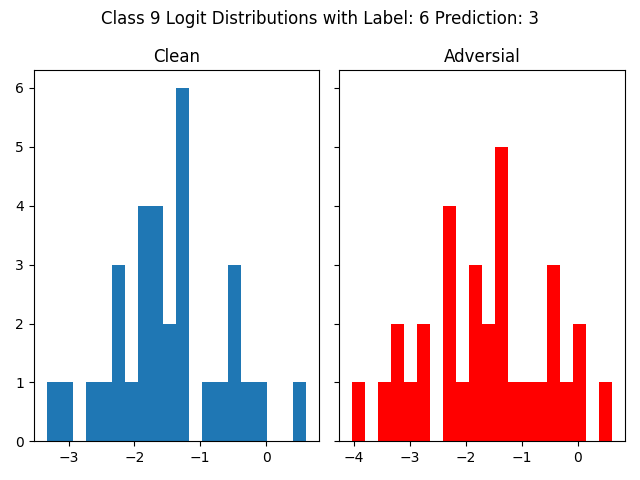 Class 9 Logit Distributions with Label: 6 Prediction: 3
Clean
Adversial
6
5
4
3
2
1
0
−3 −2 −1 0
−4 −3 −2 −1 0